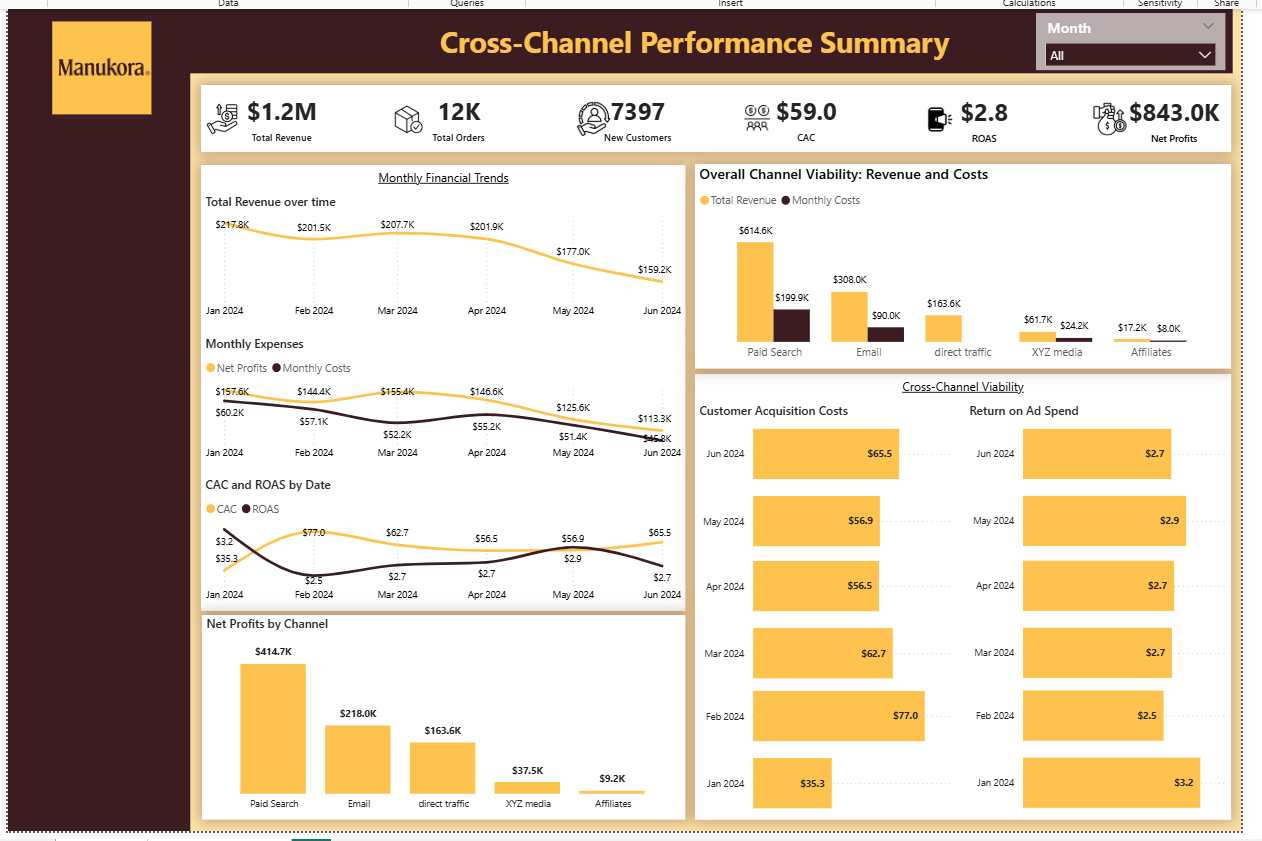 Data Queries Insert Calculations Sensitivity Share
Manukora®
Cross-Channel Performance Summary
Month
All
$1.2M
Total Revenue
12K
Total Orders
7397
New Customers
$59.0
CAC
$2.8
ROAS
$843.0K
Net Profits
Monthly Financial Trends
Total Revenue over time
$217.8K $201.5K $207.7K $201.9K $177.0K $159.2K
Jan 2024 Feb 2024 Mar 2024 Apr 2024 May 2024 Jun 2024
Monthly Expenses
Net Profits Monthly Costs
$157.6K $144.4K $155.4K $146.6K $125.6K $113.3K
$60.2K $57.1K $52.2K $55.2K $51.4K $45.8K
Jan 2024 Feb 2024 Mar 2024 Apr 2024 May 2024 Jun 2024
CAC and ROAS by Date
CAC ROAS
$3.2 $77.0 $62.7 $56.5 $56.9 $65.5
$35.3 $2.5 $2.7 $2.7 $2.9 $2.7
Jan 2024 Feb 2024 Mar 2024 Apr 2024 May 2024 Jun 2024
Net Profits by Channel
$414.7K
$218.0K
$163.6K
$37.5K
$9.2K
Paid Search Email direct traffic XYZ media Affiliates
Overall Channel Viability: Revenue and Costs
Total Revenue Monthly Costs
$614.6K
$199.9K
$308.0K
$90.0K
$163.6K
$61.7K $24.2K
$17.2K $8.0K
Paid Search Email direct traffic XYZ media Affiliates
Cross-Channel Viability
Customer Acquisition Costs
Jun 2024 $65.5
May 2024 $56.9
Apr 2024 $56.5
Mar 2024 $62.7
Feb 2024 $77.0
Jan 2024 $35.3
Return on Ad Spend
Jun 2024 $2.7
May 2024 $2.9
Apr 2024 $2.7
Mar 2024 $2.7
Feb 2024 $2.5
Jan 2024 $3.2